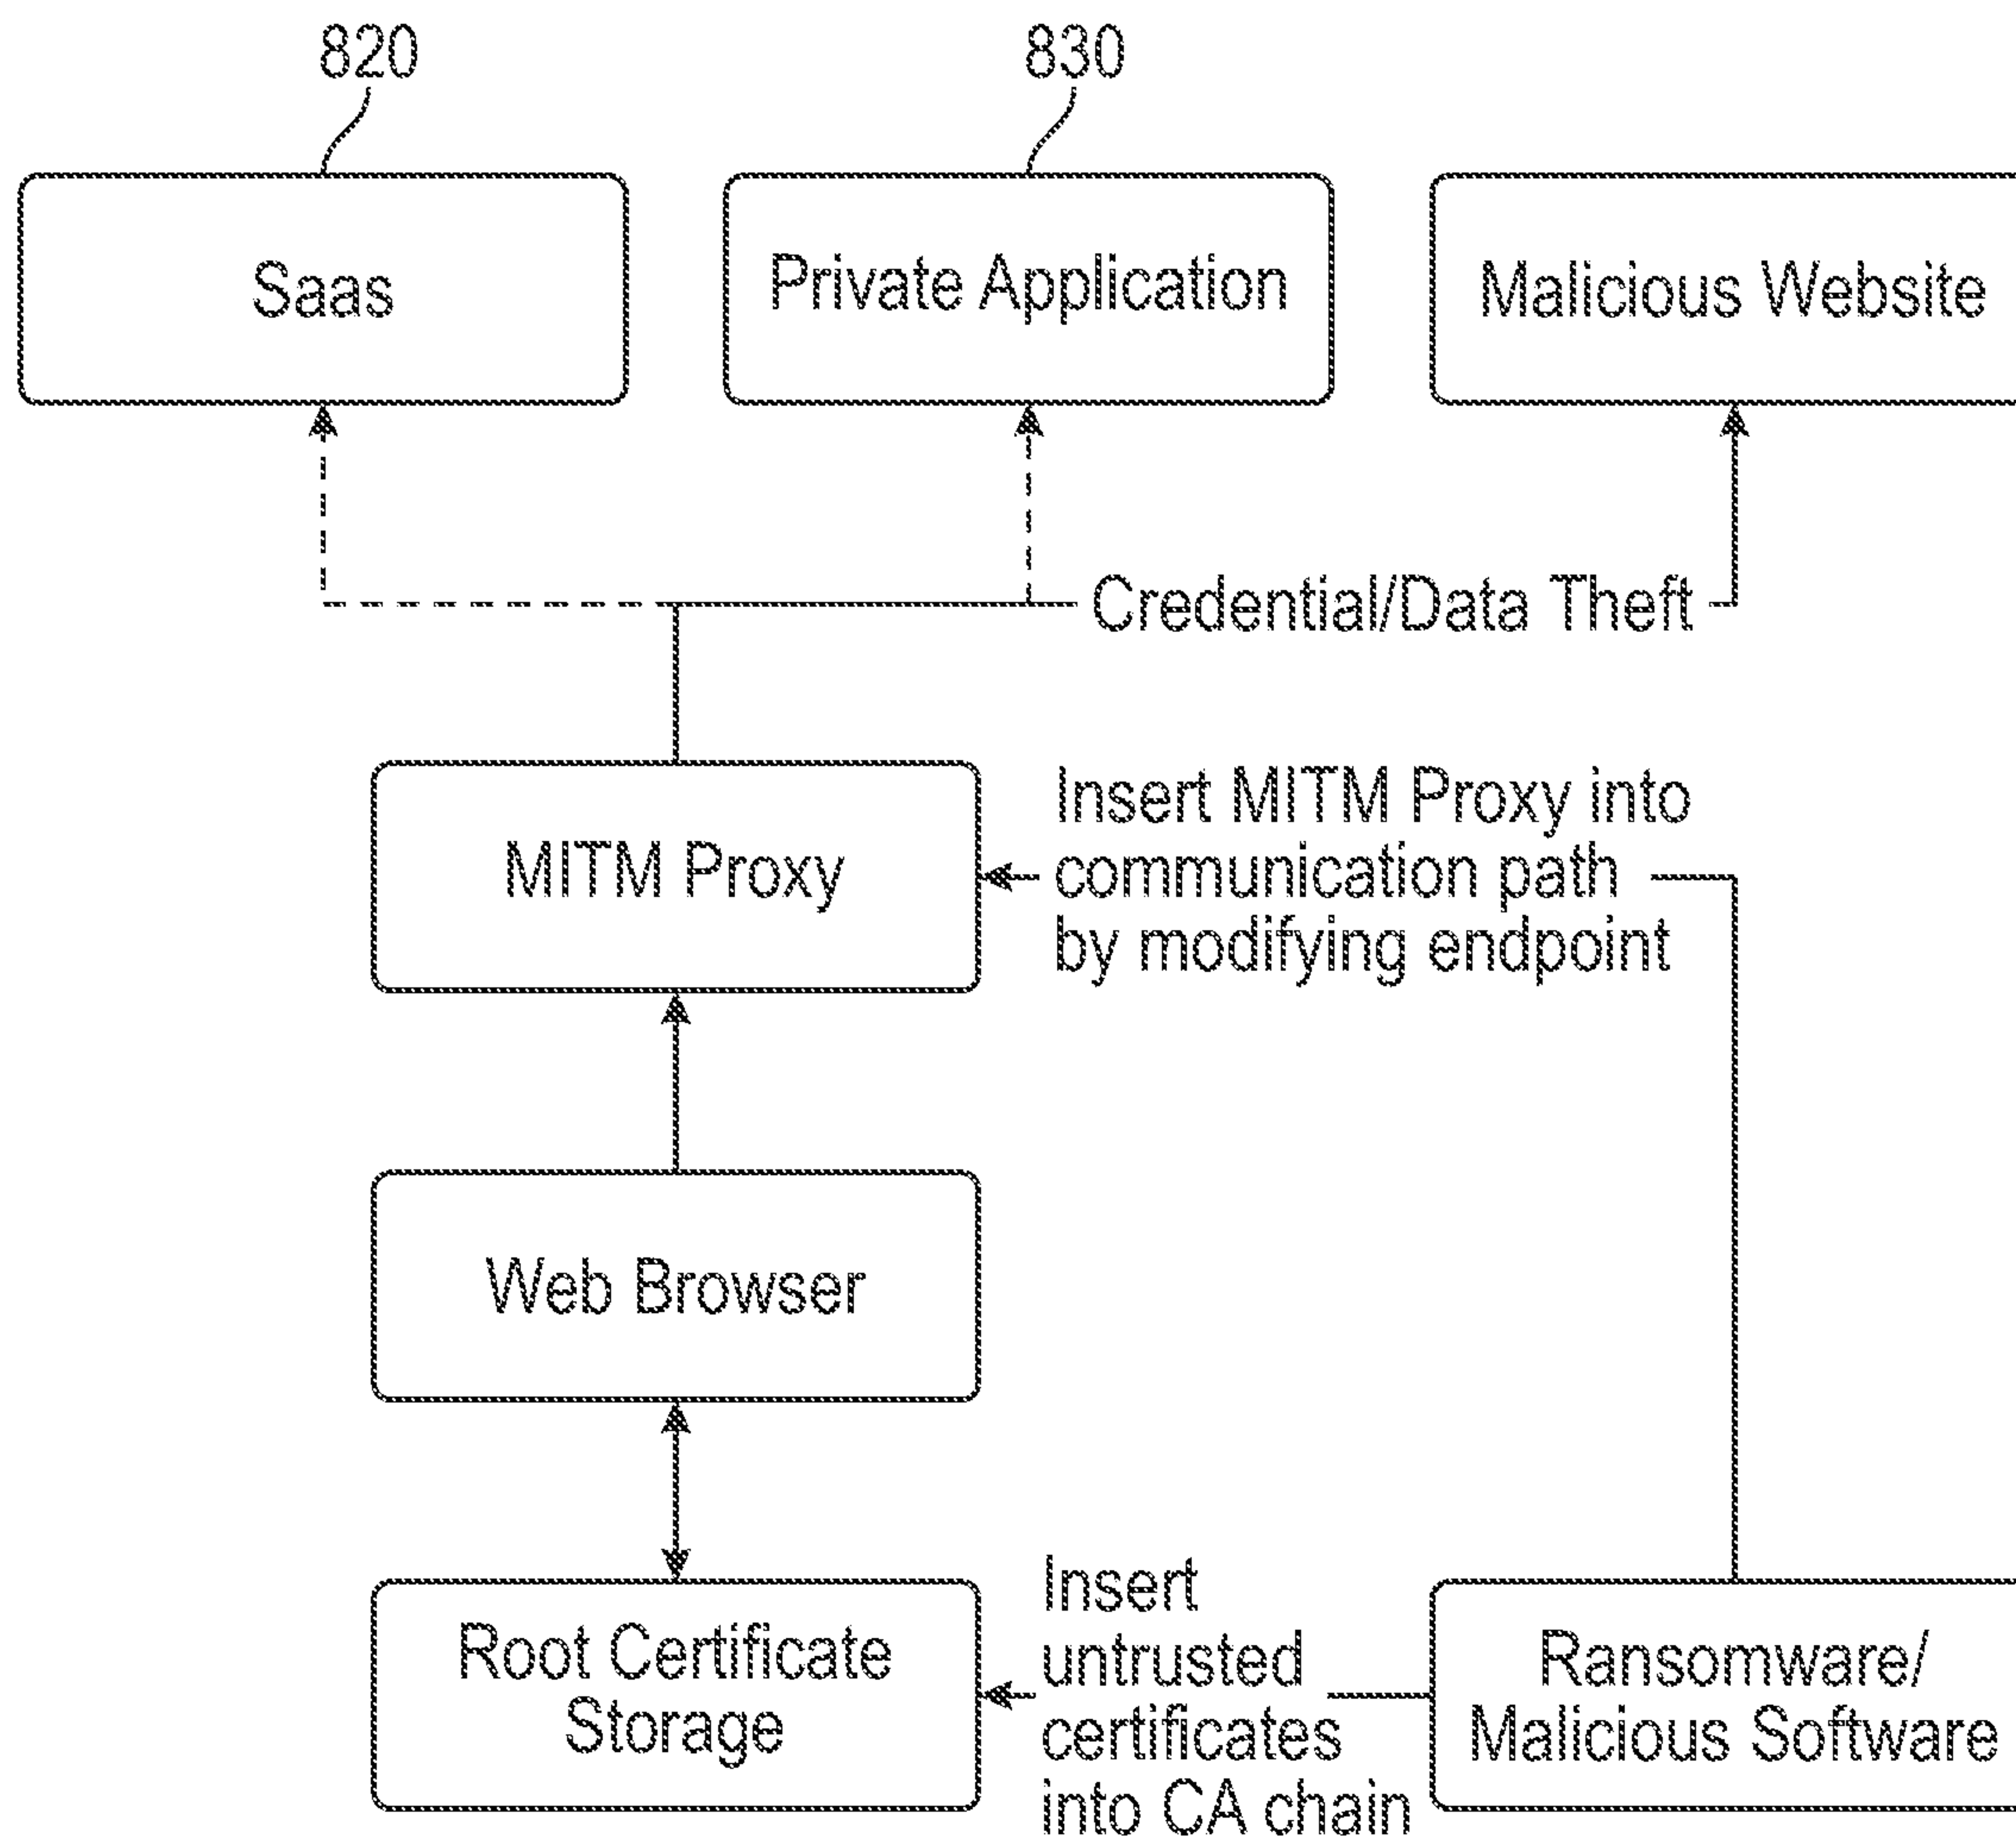 820
830
Saas
Private Application
Malicious Website
Credential/Data Theft
MITM Proxy
Insert MITM Proxy into
communication path
by modifying endpoint
Web Browser
Root Certificate
Storage
Insert
untrusted
certificates
into CA chain
Ransomware/
Malicious Software